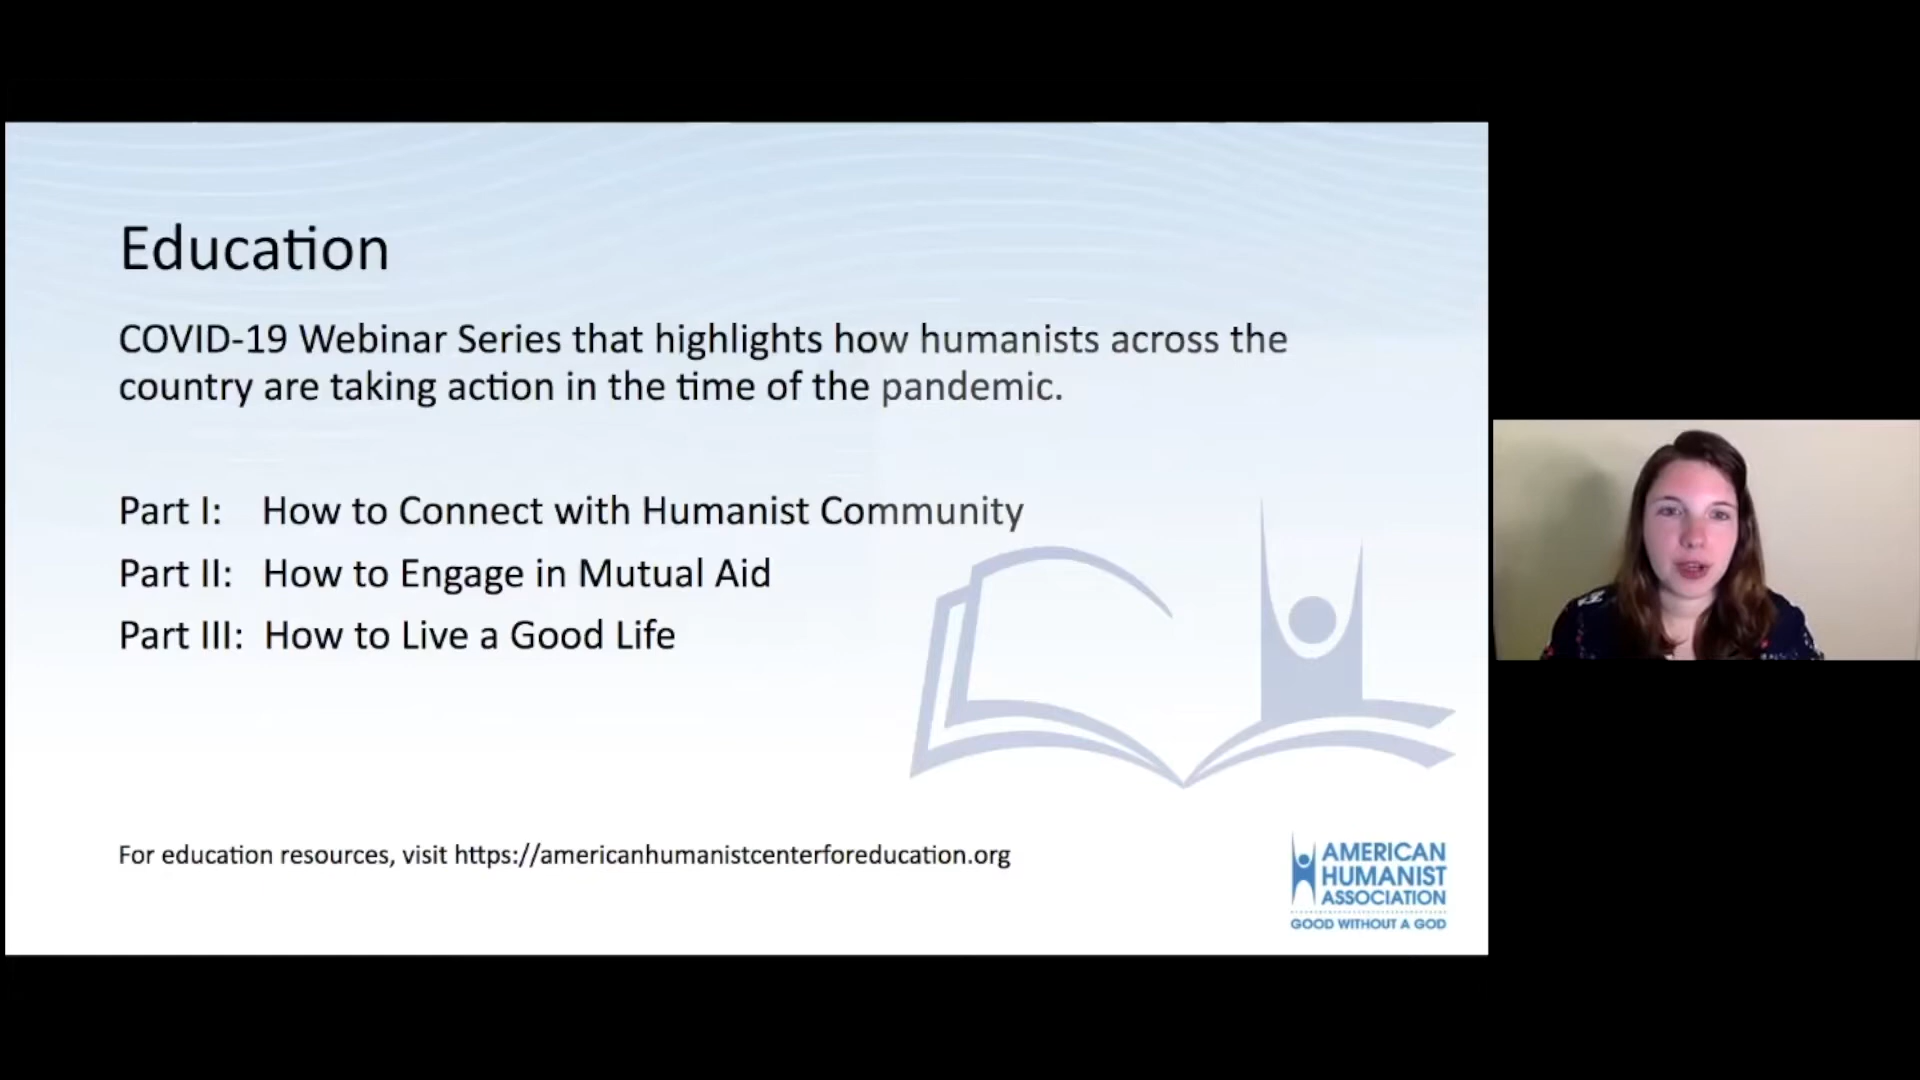 Education
COVID-19 Webinar Series that highlights how humanists across the
country are taking action in the time of the pandemic.
Part I: How to Connect with Humanist Community
Part II: How to Engage in Mutual Aid
Part III: How to Live a Good Life
For education resources, visit https://americanhumanistcenterforeducation.org
AMERICAN
HUMANIST
ASSOCIATION
GOOD WITHOUT A GOD